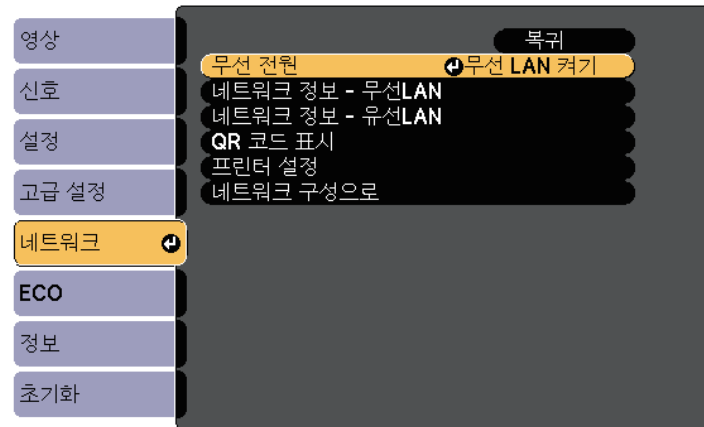 영상
신호
설정
고급 설정
네트워크
ECO
정보
초기화
복귀
무선 전원 무선 LAN 켜기
네트워크 정보 - 무선LAN
네트워크 정보 - 유선LAN
QR 코드 표시
프린터 설정
네트워크 구성으로